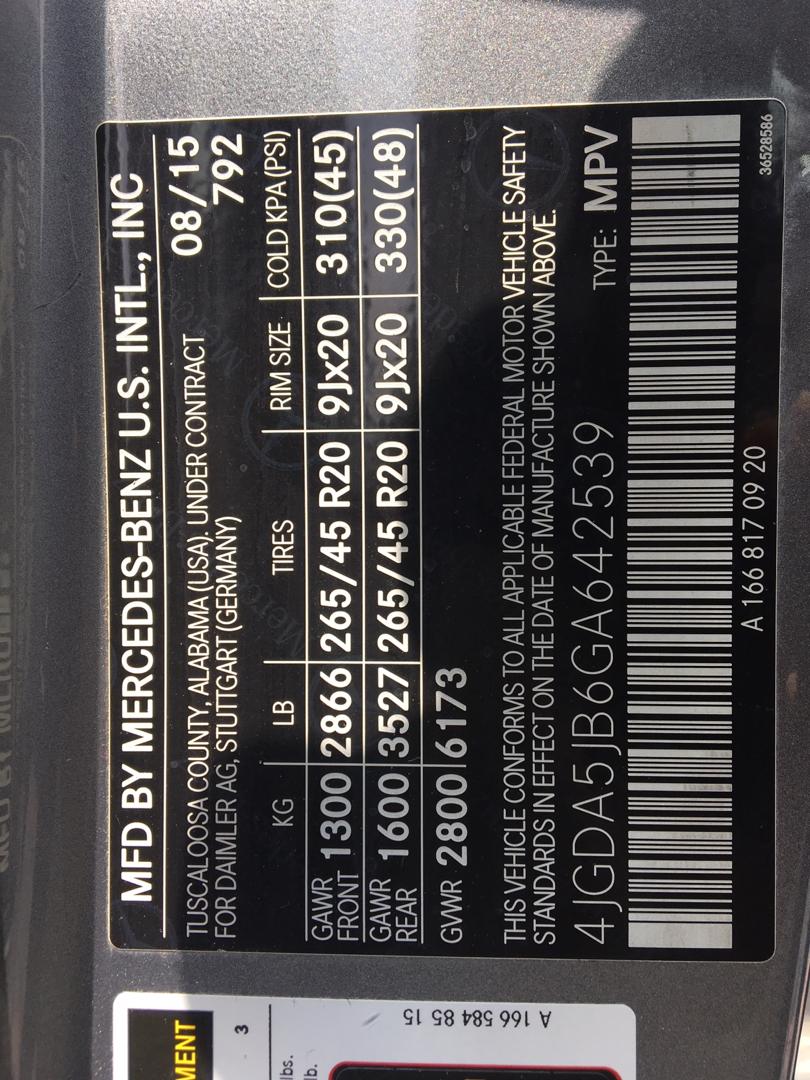 MFD BY MERCEDES-BENZ U.S. INTL., INC
TUSCALOOSA COUNTY, ALABAMA (USA), UNDER CONTRACT 08/15
FOR DAIMLER AG, STUTTGART (GERMANY) 792
KG LB TIRES RIM SIZE COLD KPA (PSI)
GAWR FRONT 1300 2866 265/45 R20 9Jx20 310(45)
GAWR REAR 1600 3527 265/45 R20 9Jx20 330(48)
GVWR 2800 6173
THIS VEHICLE CONFORMS TO ALL APPLICABLE FEDERAL MOTOR VEHICLE SAFETY
STANDARDS IN EFFECT ON THE DATE OF MANUFACTURE SHOWN ABOVE.
4JGDA5JB6GA642539 TYPE: MPV
A 166 817 09 20
36528586
MENT
3
lbs.
lb.
A 166 584 85 15